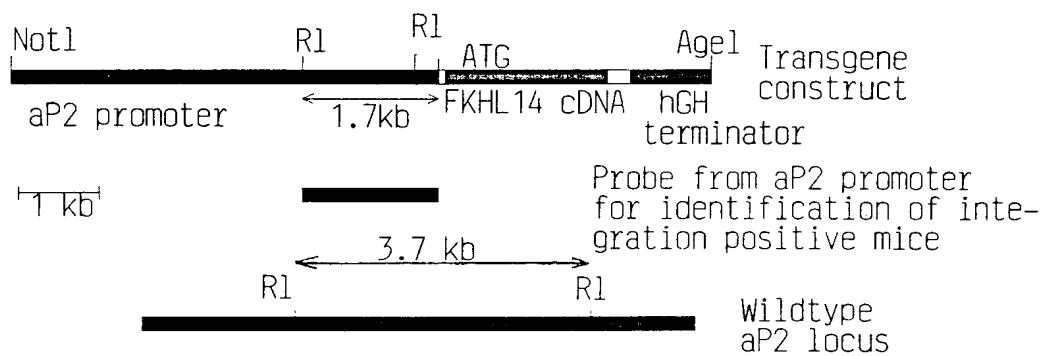 NotI
RI
RI
ATG
AgeI
Transgene
construct
aP2 promoter
1.7kb
FKHL14 cDNA
hGH
terminator
1 kb
Probe from aP2 promoter
for identification of inte-
gration positive mice
3.7 kb
RI
RI
Wildtype
aP2 locus